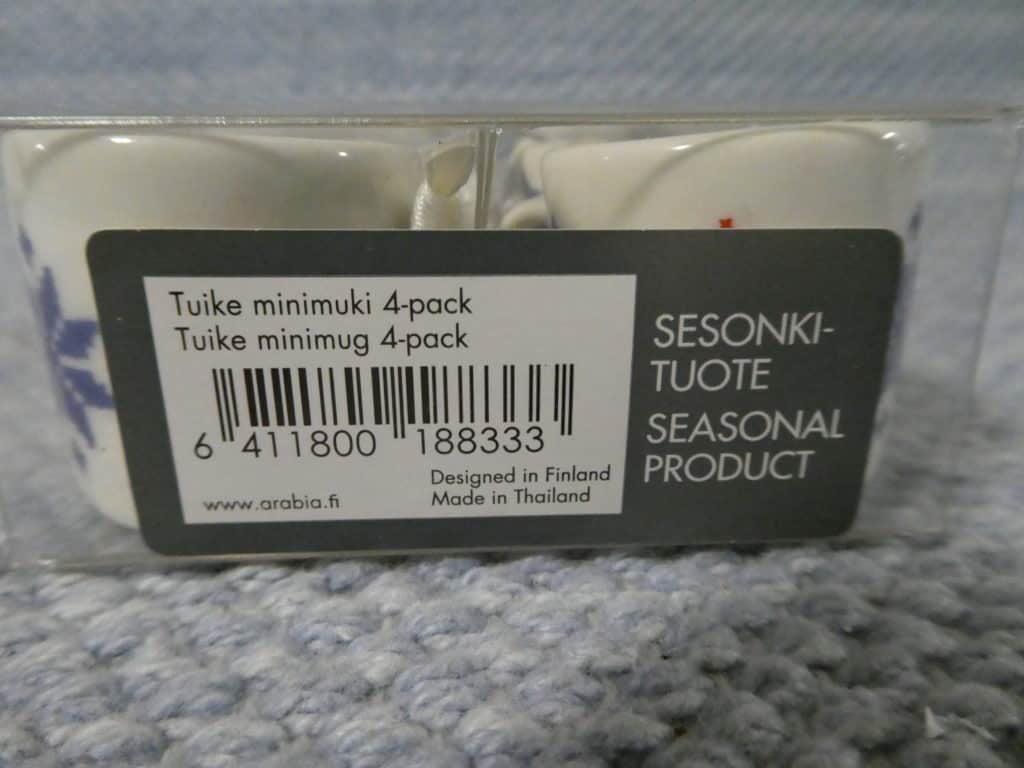 Tuike minimuki 4-pack
Tuike minimug 4-pack
6 411800 188333
Designed in Finland
Made in Thailand
www.arabia.fi
SESONKI-
TUOTE
SEASONAL
PRODUCT